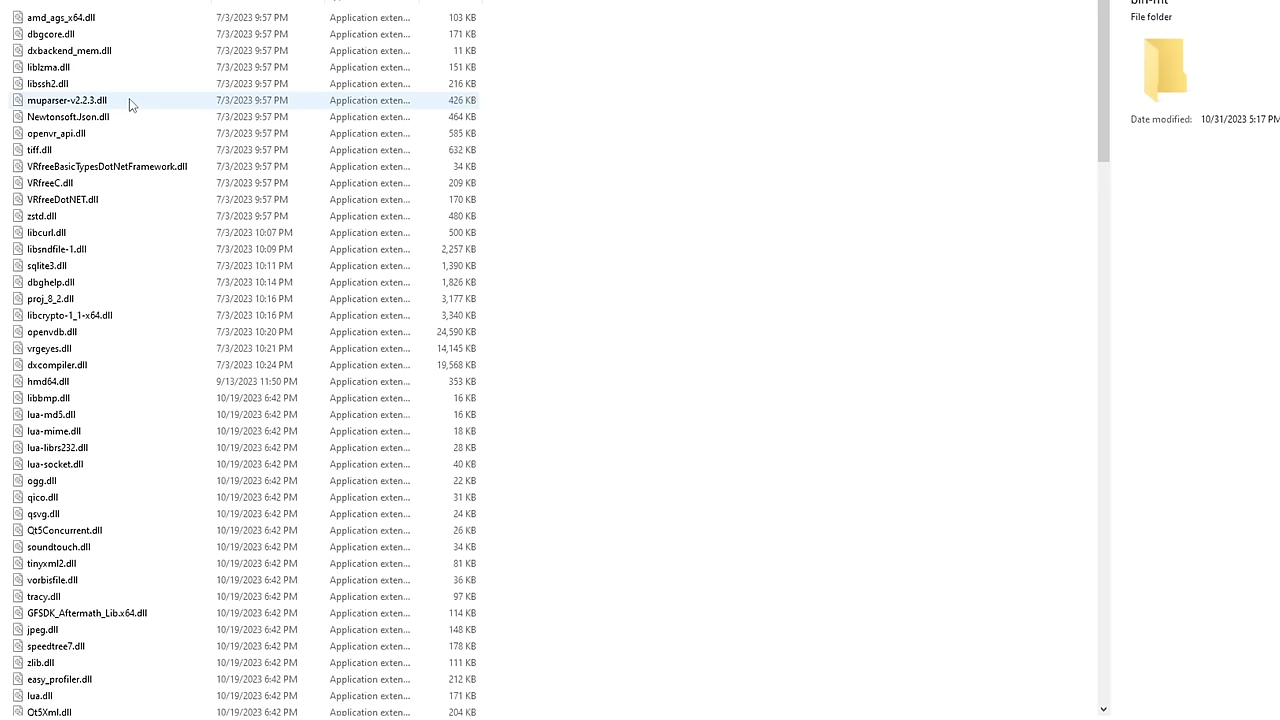 bin-mt
amd_ags_x64.dll 7/3/2023 9:57 PM Application exten... 103 KB
File folder
dbgcore.dll 7/3/2023 9:57 PM Application exten... 171 KB
dxbackend_mem.dll 7/3/2023 9:57 PM Application exten... 11 KB
liblzma.dll 7/3/2023 9:57 PM Application exten... 151 KB
libssh2.dll 7/3/2023 9:57 PM Application exten... 216 KB
muparser-v2.2.3.dll 7/3/2023 9:57 PM Application exten... 426 KB
Newtonsoft.Json.dll 7/3/2023 9:57 PM Application exten... 464 KB
Date modified: 10/31/2023 5:17 PM
openvr_api.dll 7/3/2023 9:57 PM Application exten... 585 KB
tiff.dll 7/3/2023 9:57 PM Application exten... 632 KB
VRfreeBasicTypesDotNetFramework.dll 7/3/2023 9:57 PM Application exten... 34 KB
VRfreeC.dll 7/3/2023 9:57 PM Application exten... 209 KB
VRfreeDotNET.dll 7/3/2023 9:57 PM Application exten... 170 KB
zstd.dll 7/3/2023 9:57 PM Application exten... 480 KB
libcurl.dll 7/3/2023 10:07 PM Application exten... 500 KB
libsndfile-1.dll 7/3/2023 10:09 PM Application exten... 2,257 KB
sqlite3.dll 7/3/2023 10:11 PM Application exten... 1,390 KB
dbghelp.dll 7/3/2023 10:14 PM Application exten... 1,826 KB
proj_8_2.dll 7/3/2023 10:16 PM Application exten... 3,177 KB
libcrypto-1_1-x64.dll 7/3/2023 10:16 PM Application exten... 3,340 KB
openvdb.dll 7/3/2023 10:20 PM Application exten... 24,590 KB
vrgeyes.dll 7/3/2023 10:21 PM Application exten... 14,145 KB
dxcompiler.dll 7/3/2023 10:24 PM Application exten... 19,568 KB
hmd64.dll 9/13/2023 11:50 PM Application exten... 353 KB
libbmp.dll 10/19/2023 6:42 PM Application exten... 16 KB
lua-md5.dll 10/19/2023 6:42 PM Application exten... 16 KB
lua-mime.dll 10/19/2023 6:42 PM Application exten... 18 KB
lua-librs232.dll 10/19/2023 6:42 PM Application exten... 28 KB
lua-socket.dll 10/19/2023 6:42 PM Application exten... 40 KB
ogg.dll 10/19/2023 6:42 PM Application exten... 22 KB
qico.dll 10/19/2023 6:42 PM Application exten... 31 KB
qsvg.dll 10/19/2023 6:42 PM Application exten... 24 KB
Qt5Concurrent.dll 10/19/2023 6:42 PM Application exten... 26 KB
soundtouch.dll 10/19/2023 6:42 PM Application exten... 34 KB
tinyxml2.dll 10/19/2023 6:42 PM Application exten... 81 KB
vorbisfile.dll 10/19/2023 6:42 PM Application exten... 36 KB
tracy.dll 10/19/2023 6:42 PM Application exten... 97 KB
GFSDK_Aftermath_Lib.x64.dll 10/19/2023 6:42 PM Application exten... 114 KB
jpeg.dll 10/19/2023 6:42 PM Application exten... 148 KB
speedtree7.dll 10/19/2023 6:42 PM Application exten... 178 KB
zlib.dll 10/19/2023 6:42 PM Application exten... 111 KB
easy_profiler.dll 10/19/2023 6:42 PM Application exten... 212 KB
lua.dll 10/19/2023 6:42 PM Application exten... 171 KB
Qt5Xml.dll 10/19/2023 6:42 PM Application exten... 204 KB